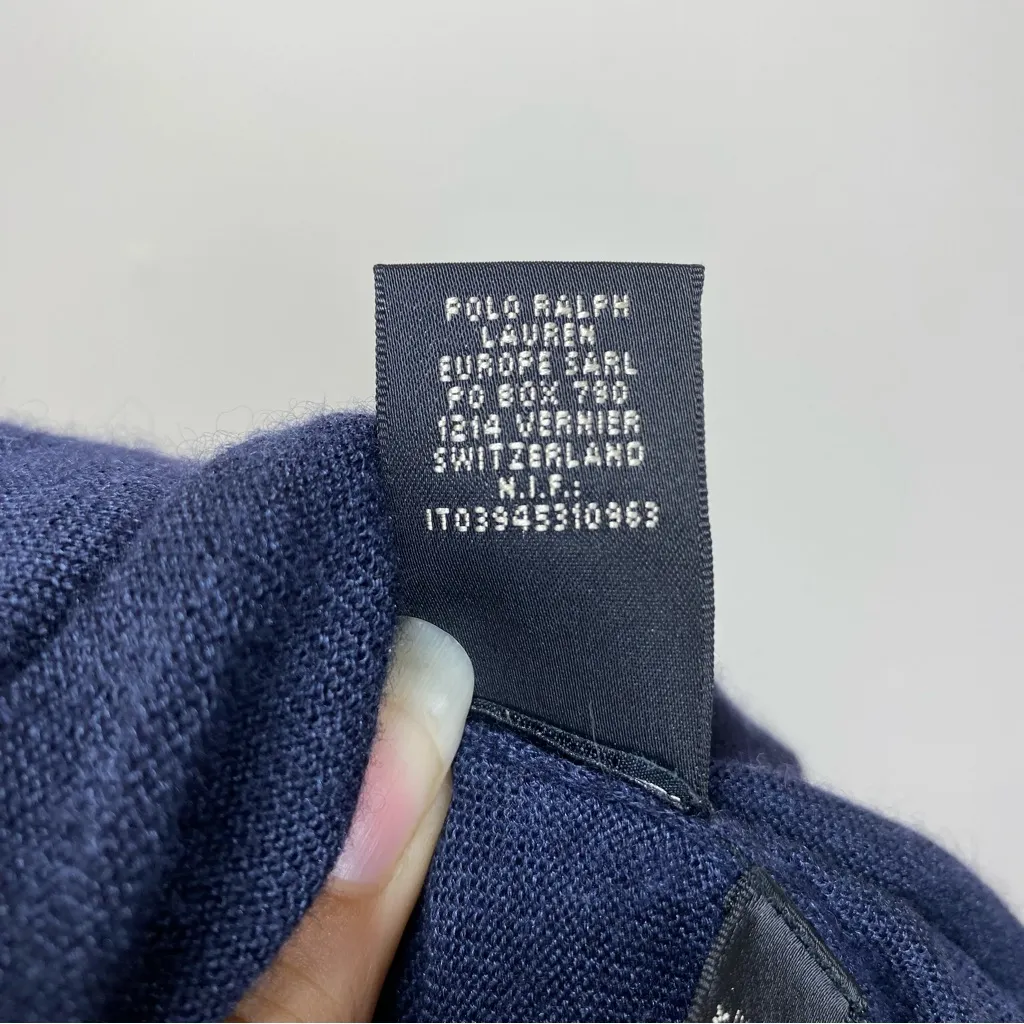 POLO RALPH
LAUREN
EUROPE SARL
PO BOX 790
1214 VERNIER
SWITZERLAND
N.I.F.:
IT03945310963